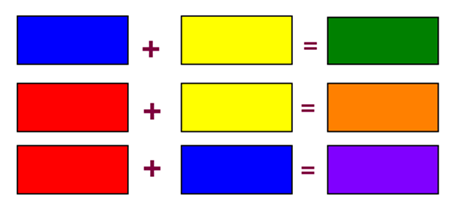 + =
+ =
+ =